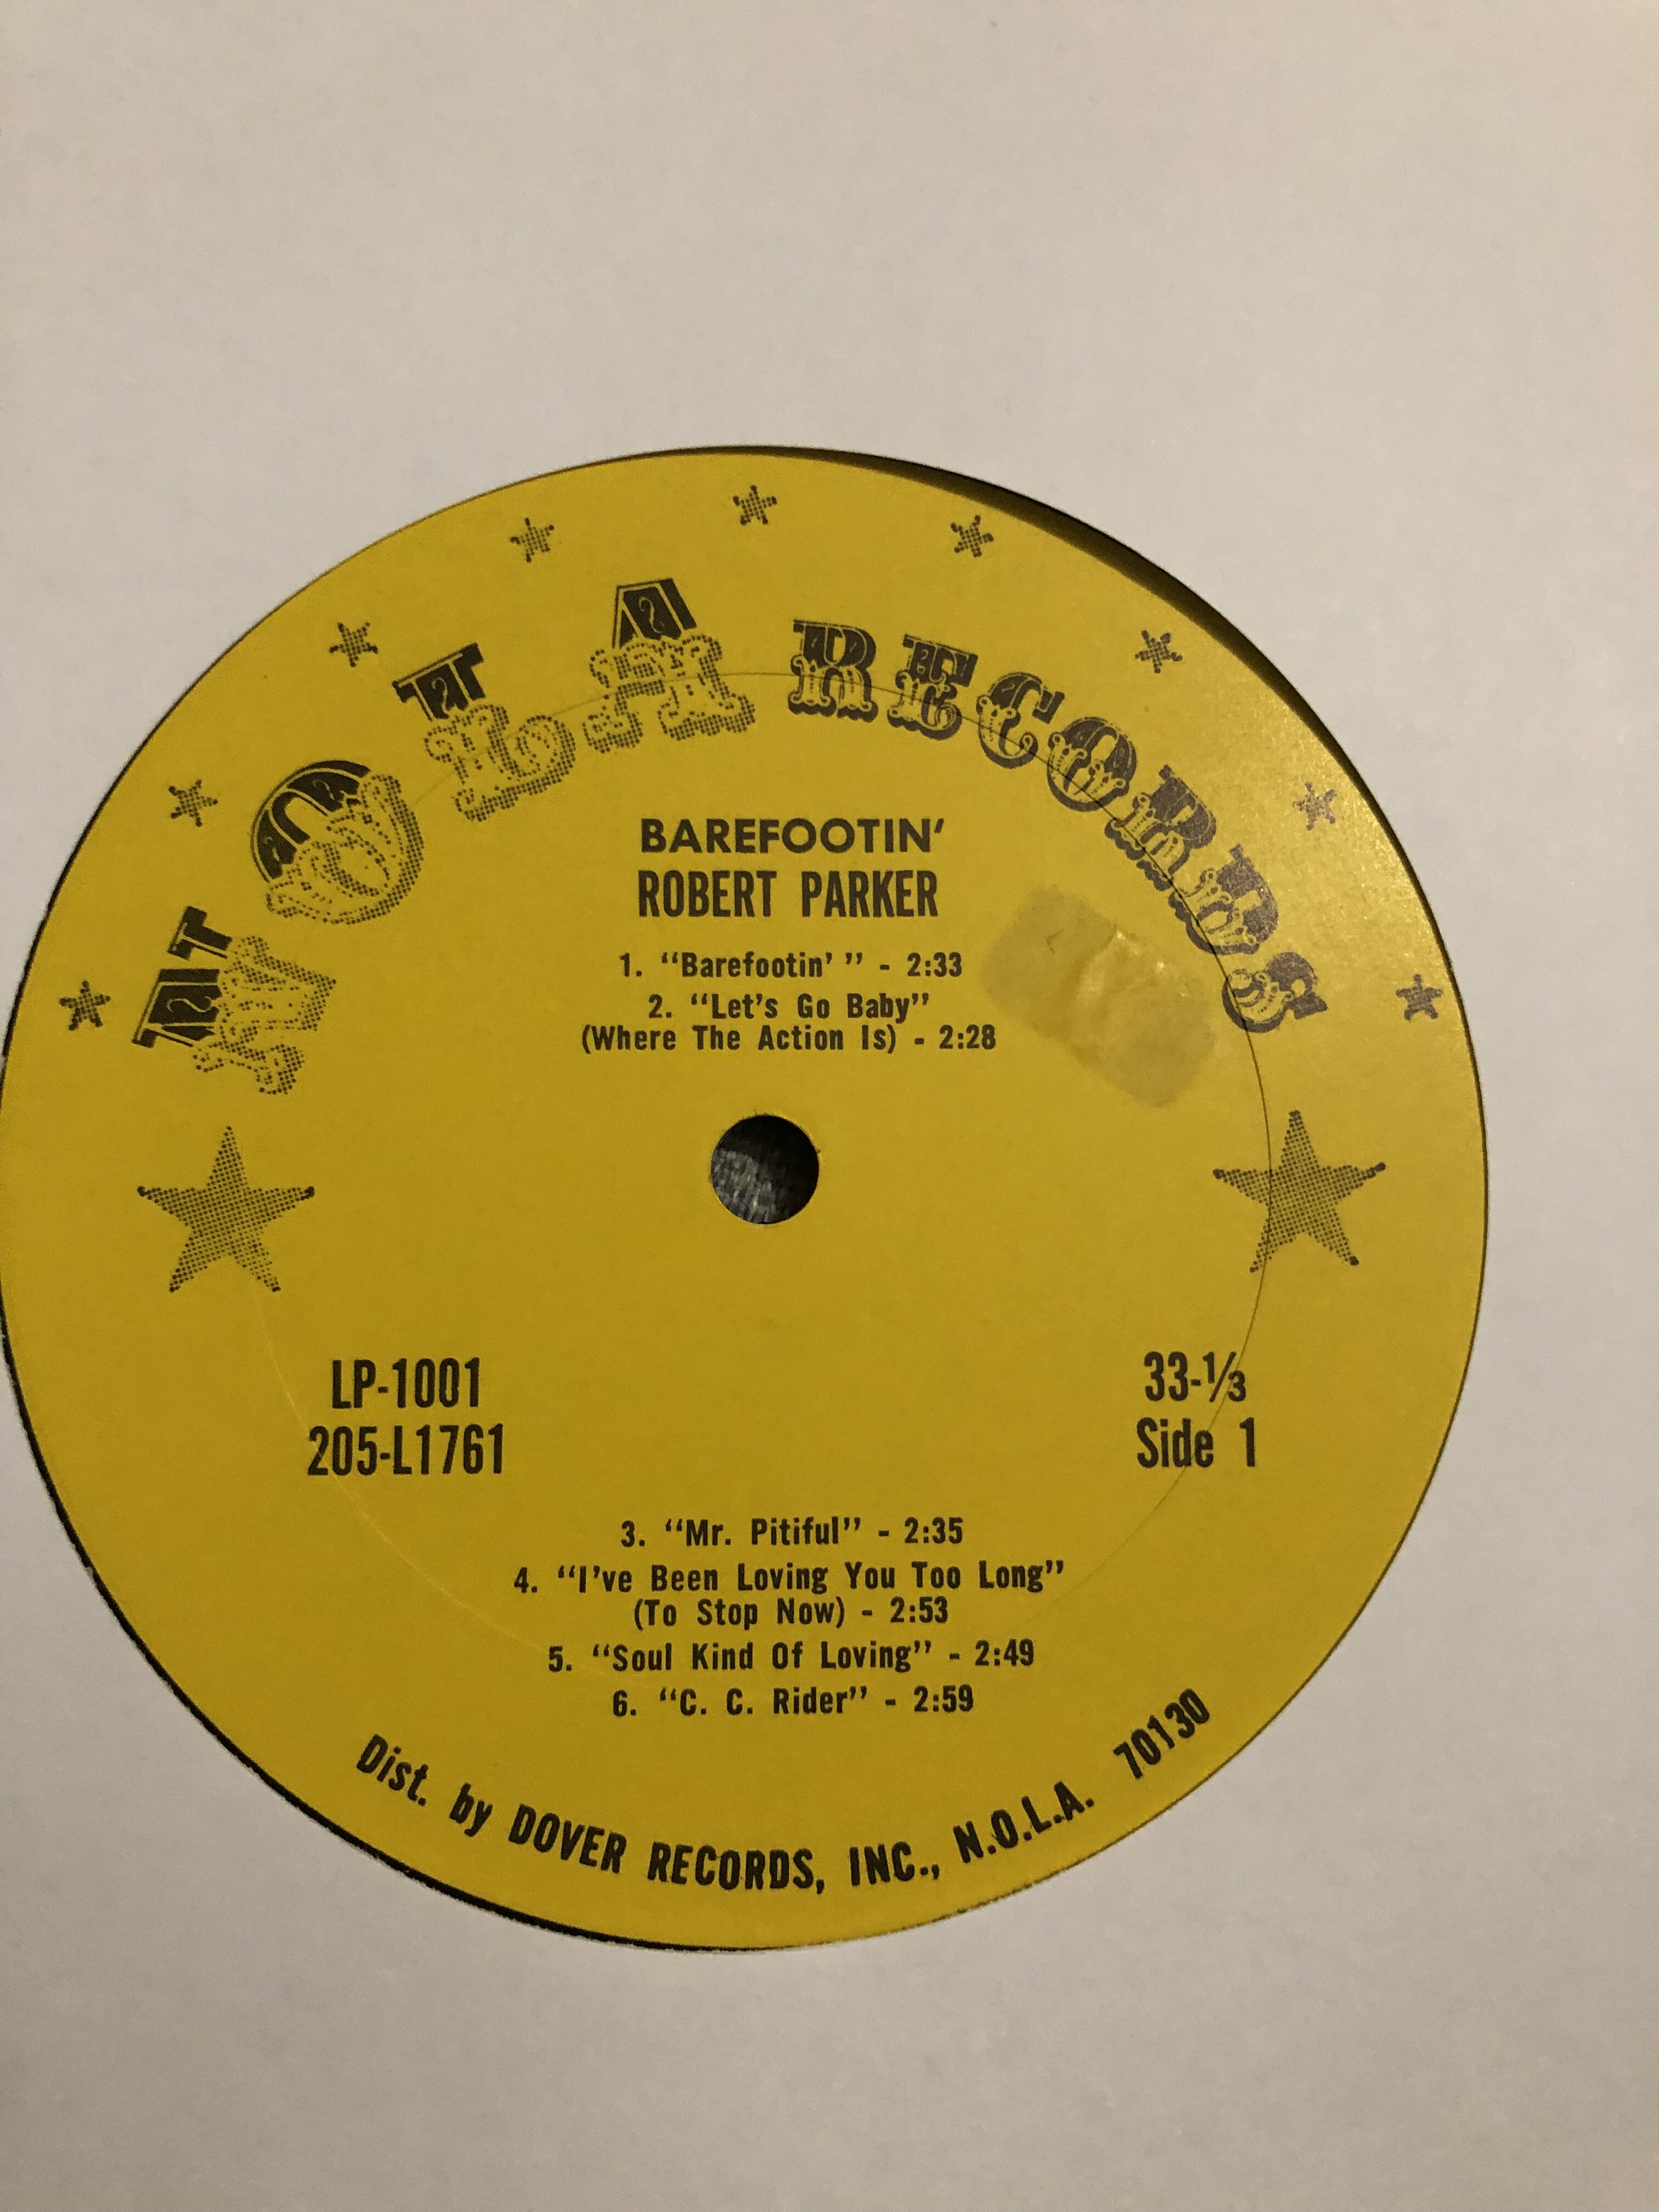 NOLA RECORDS
BAREFOOTIN'
ROBERT PARKER
1. "Barefootin' " - 2:33
2. "Let's Go Baby"
(Where The Action Is) - 2:28
LP-1001
205-L1761
33-⅓
Side 1
3. "Mr. Pitiful" - 2:35
4. "I've Been Loving You Too Long"
(To Stop Now) - 2:53
5. "Soul Kind Of Loving" - 2:49
6. "C. C. Rider" - 2:59
Dist. by DOVER RECORDS, INC., N.O.L.A. 70130